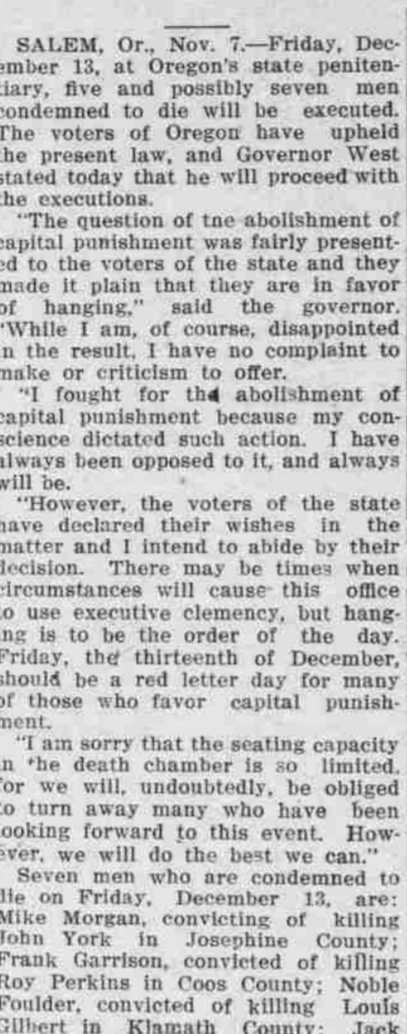 SALEM, Or., Nov. 7.—Friday, Dec-
ember 13, at Oregon's state peniten-
tiary, five and possibly seven men
condemned to die will be executed.
The voters of Oregon have upheld
the present law, and Governor West
stated today that he will proceed with
the executions.
"The question of tne abolishment of
capital punishment was fairly present-
ed to the voters of the state and they
made it plain that they are in favor
of hanging," said the governor.
"While I am, of course, disappointed
in the result, I have no complaint to
make or criticism to offer.
"I fought for the abolishment of
capital punishment because my con-
science dictated such action. I have
always been opposed to it, and always
will be.
"However, the voters of the state
have declared their wishes in the
matter and I intend to abide by their
decision. There may be times when
circumstances will cause this office
to use executive clemency, but hang-
ing is to be the order of the day.
Friday, the thirteenth of December,
should be a red letter day for many
of those who favor capital punish-
ment.
"I am sorry that the seating capacity
in the death chamber is so limited,
for we will, undoubtedly, be obliged
to turn away many who have been
looking forward to this event. How-
ever, we will do the best we can."
Seven men who are condemned to
die on Friday, December 13, are:
Mike Morgan, convicting of killing
John York in Josephine County;
Frank Garrison, convicted of killing
Roy Perkins in Coos County; Noble
Foulder, convicted of killing Louis
Gilbert in Klamath County; Jack